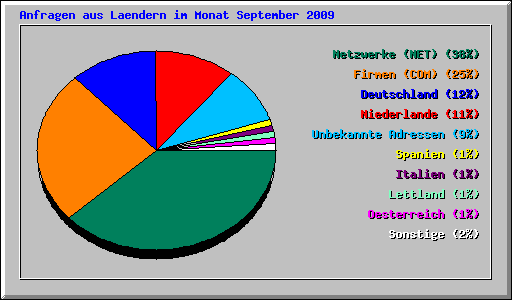 Anfragen aus Laendern im Monat September 2009
Netzwerke (NET) (38%)
Firmen (COM) (25%)
Deutschland (12%)
Niederlande (11%)
Unbekannte Adressen (9%)
Spanien (1%)
Italien (1%)
Lettland (1%)
Oesterreich (1%)
Sonstige (2%)